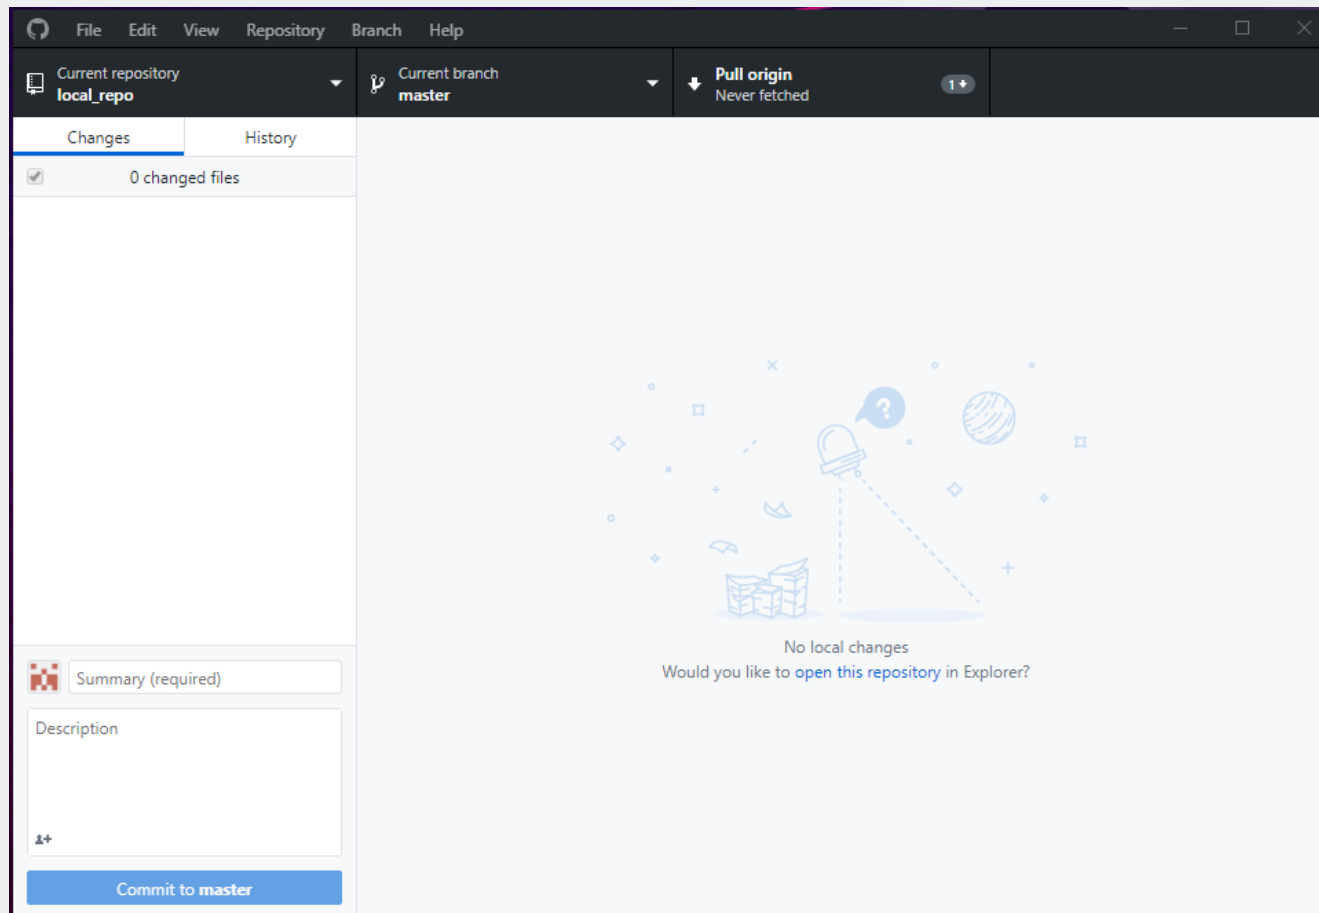 File Edit View Repository Branch Help
Current repository
local_repo
Current branch
master
Pull origin
Never fetched
1
Changes
History
0 changed files
?
No local changes
Would you like to open this repository in Explorer?
Summary (required)
Description
Commit to master